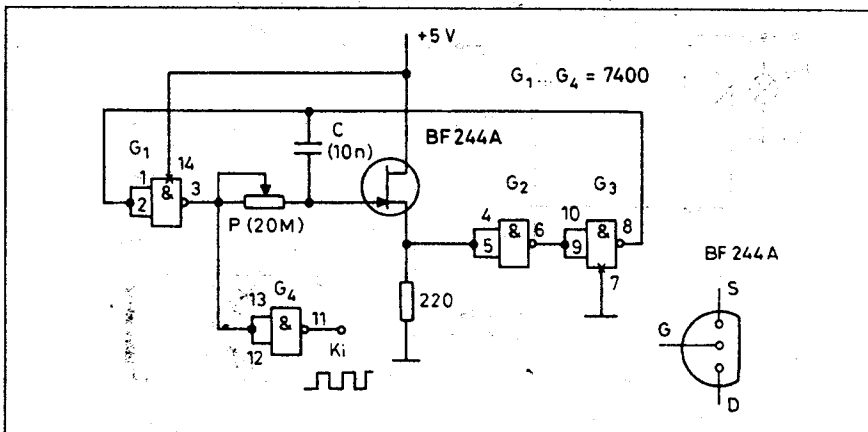 +5 V
G₁...G₄ = 7400
C
(10n)
BF 244A
G₁
14
1
2
&
3
P (20M)
G₂
4
5
&
6
G₃
10
9
&
8
7
G₄
13
12
&
11
Ki
220
BF 244A
S
G
D